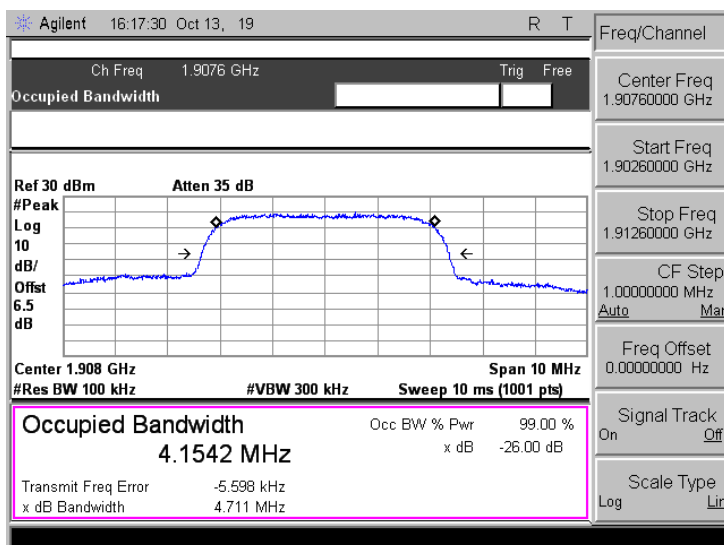 Agilent 16:17:30 Oct 13, 19 R T
Freq/Channel
Ch Freq 1.9076 GHz Trig Free
Occupied Bandwidth
Center Freq
1.90760000 GHz
Start Freq
1.90260000 GHz
Stop Freq
1.91260000 GHz
CF Step
1.00000000 MHz
Auto Man
Freq Offset
0.00000000 Hz
Signal Track
On Off
Scale Type
Log Lin
Ref 30 dBm Atten 35 dB
#Peak
Log
10
dB/
Offst
6.5
dB
Center 1.908 GHz Span 10 MHz
#Res BW 100 kHz #VBW 300 kHz Sweep 10 ms (1001 pts)
Occupied Bandwidth Occ BW % Pwr 99.00 %
4.1542 MHz x dB -26.00 dB
Transmit Freq Error -5.598 kHz
x dB Bandwidth 4.711 MHz